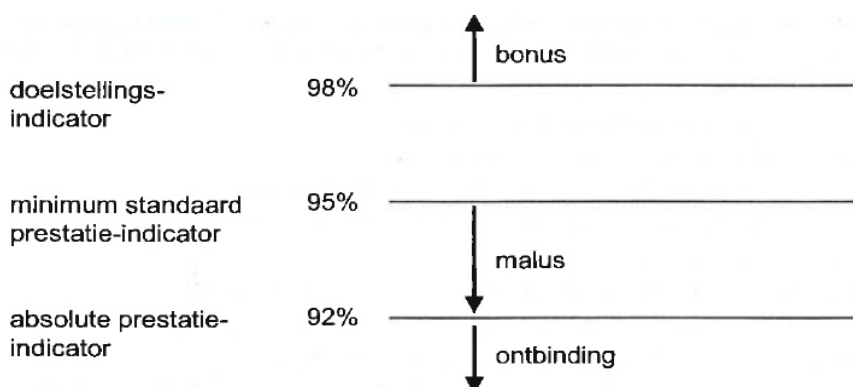 bonus
doelstellings- 98%
indicator
minimum standaard 95%
prestatie-indicator
malus
absolute prestatie- 92%
indicator
ontbinding